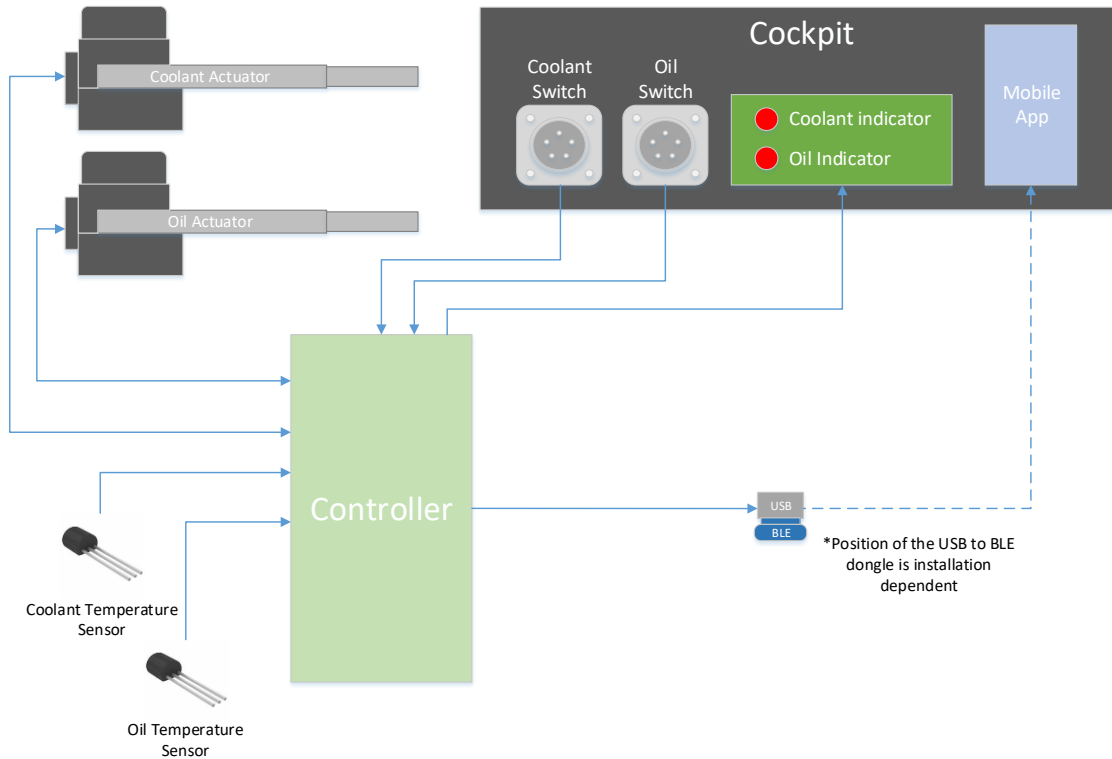 Coolant Actuator
Oil Actuator
Cockpit
Coolant
Switch
Oil
Switch
Coolant indicator
Oil Indicator
Mobile
App
Controller
USB
BLE
*Position of the USB to BLE
dongle is installation
dependent
Coolant Temperature
Sensor
Oil Temperature
Sensor